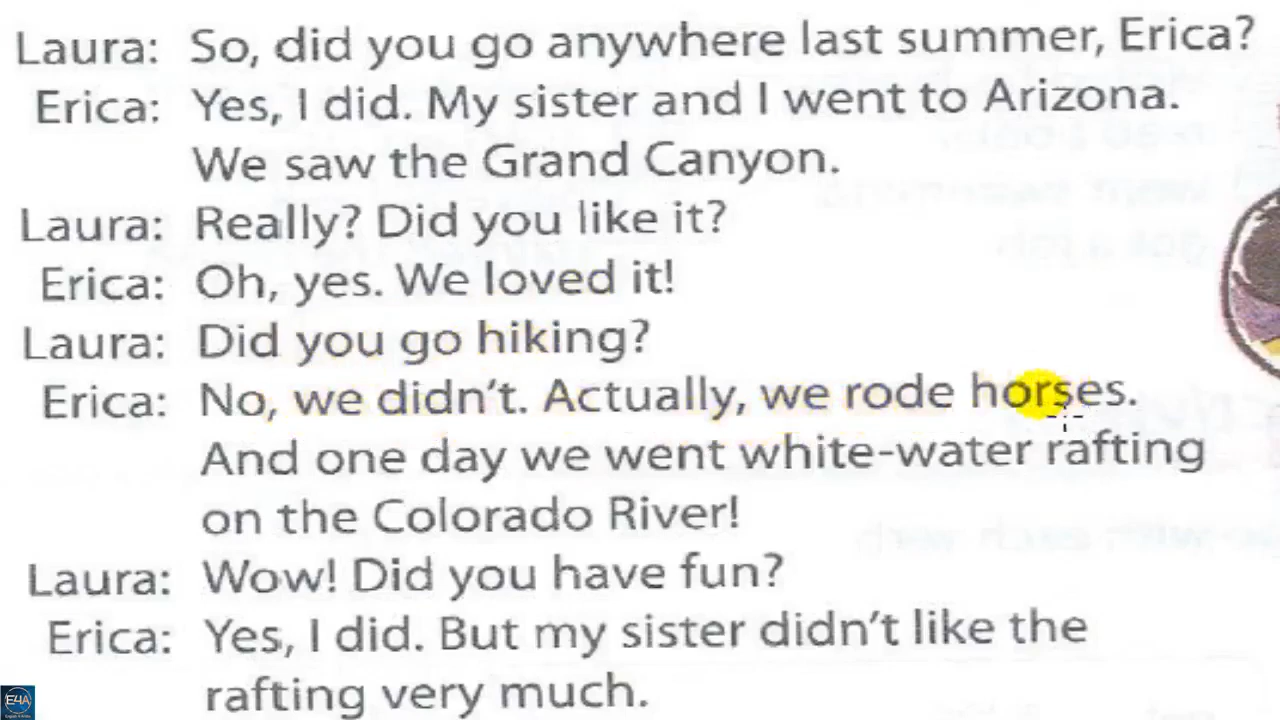 Laura: So, did you go anywhere last summer, Erica?
Erica: Yes, I did. My sister and I went to Arizona.
We saw the Grand Canyon.
Laura: Really? Did you like it?
Erica: Oh, yes. We loved it!
Laura: Did you go hiking?
Erica: No, we didn't. Actually, we rode horses.
And one day we went white-water rafting
on the Colorado River!
Laura: Wow! Did you have fun?
Erica: Yes, I did. But my sister didn't like the
rafting very much.
E4A